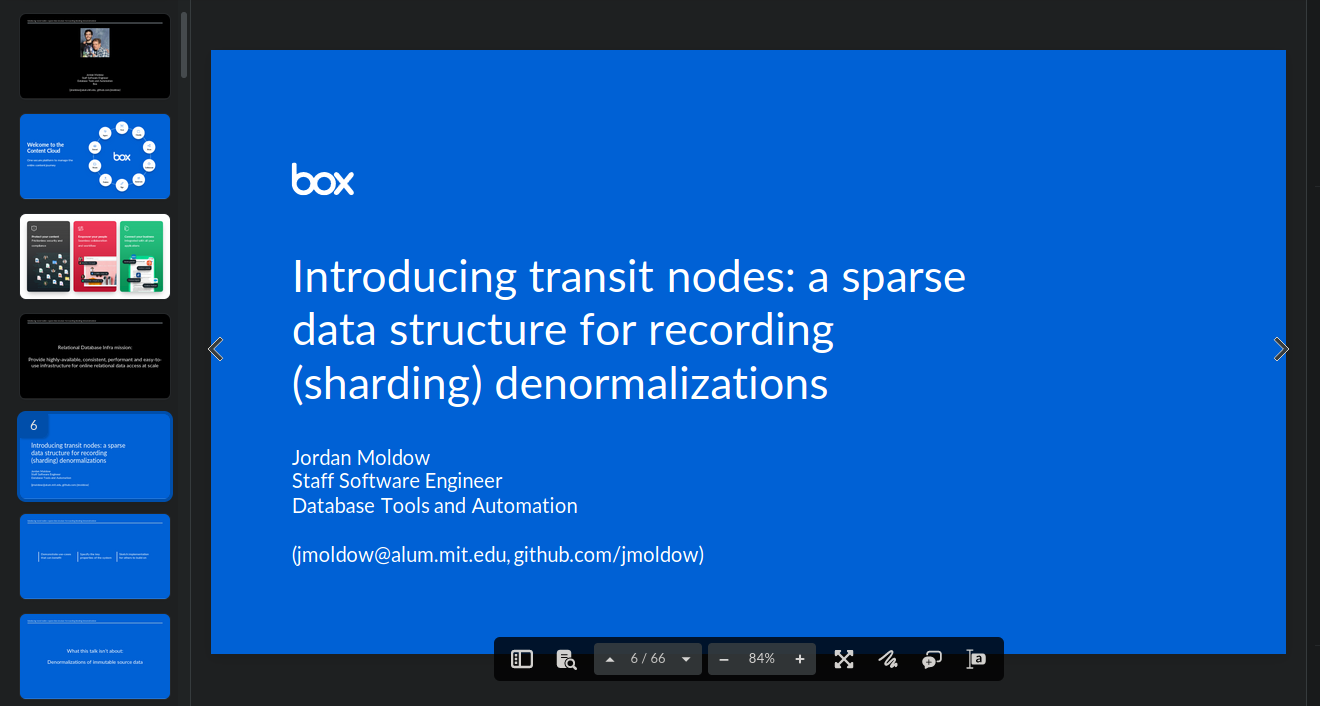 Welcome to the
Content Cloud
Relational Database Infra mission:
Provide highly-available, consistent, performant and easy-to-
use infrastructure for online relational data access at scale
6
Introducing transit nodes: a sparse
data structure for recording
(sharding) denormalizations
What this talk isn't about:
Denormalizations of immutable source data
box
Introducing transit nodes: a sparse
data structure for recording
(sharding) denormalizations
Jordan Moldow
Staff Software Engineer
Database Tools and Automation
(jmoldow@alum.mit.edu, github.com/jmoldow)
6 / 66
84%